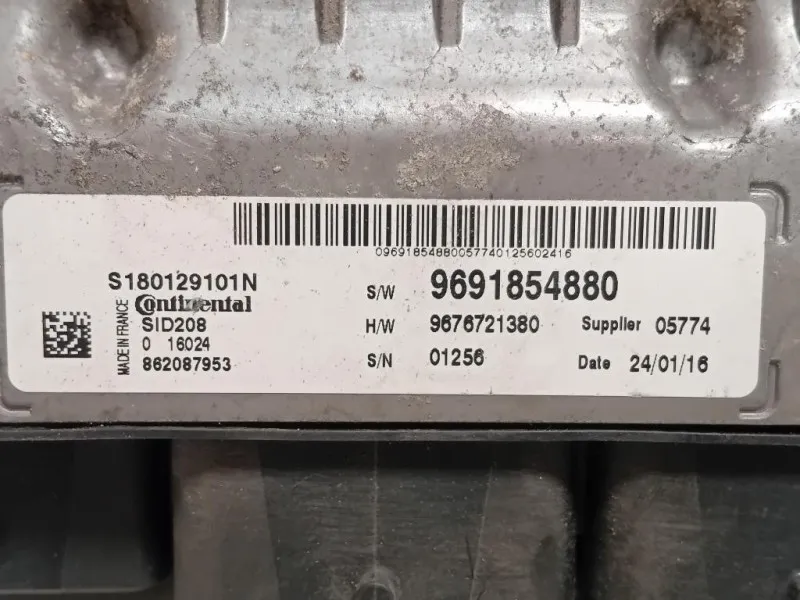 09691854880057740125602416
S180129101N
Continental
SID208
0 16024
862087953
MADE IN FRANCE
S/W 9691854880
H/W 9676721380 Supplier 05774
S/N 01256 Date 24/01/16